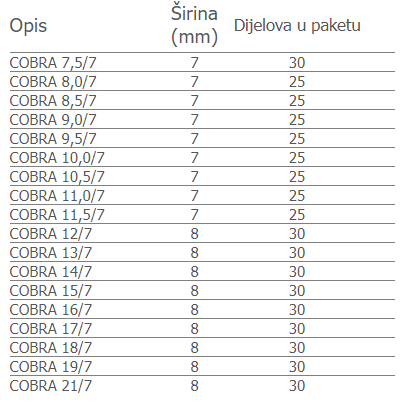 Opis Širina (mm) Dijelova u paketu
COBRA 7,5/7 7 30
COBRA 8,0/7 7 25
COBRA 8,5/7 7 25
COBRA 9,0/7 7 25
COBRA 9,5/7 7 25
COBRA 10,0/7 7 25
COBRA 10,5/7 7 25
COBRA 11,0/7 7 25
COBRA 11,5/7 7 25
COBRA 12/7 8 30
COBRA 13/7 8 30
COBRA 14/7 8 30
COBRA 15/7 8 30
COBRA 16/7 8 30
COBRA 17/7 8 30
COBRA 18/7 8 30
COBRA 19/7 8 30
COBRA 21/7 8 30